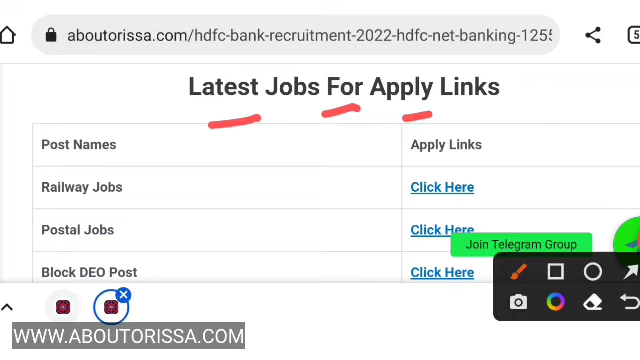 aboutorissa.com/hdfc-bank-recruitment-2022-hdfc-net-banking-1255
Latest Jobs For Apply Links
Post Names Apply Links
Railway Jobs Click Here
Postal Jobs Click Here
Join Telegram Group
Block DEO Post Click Here
WWW.ABOUTORISSA.COM